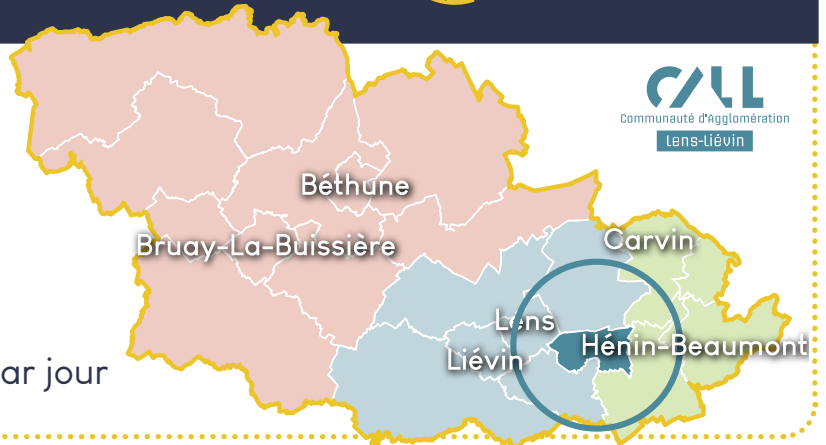 CALL
Communauté d'Agglomération
Lens-Liévin
Béthune
Bruay-La-Buissière
Carvin
Lens
Hénin-Beaumont
Liévin
ar jour